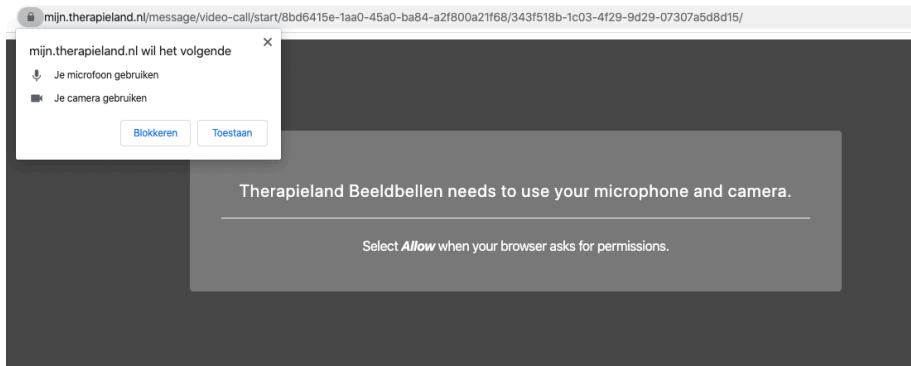 mijn.therapieland.nl/message/video-call/start/8bd6415e-1aa0-45a0-ba84-a2f800a21f68/343f518b-1c03-4f29-9d29-07307a5d8d15/
mijn.therapieland.nl wil het volgende
Je microfoon gebruiken
Je camera gebruiken
Blokkeren Toestaan
Therapieland Beeldbellen needs to use your microphone and camera.
Select Allow when your browser asks for permissions.